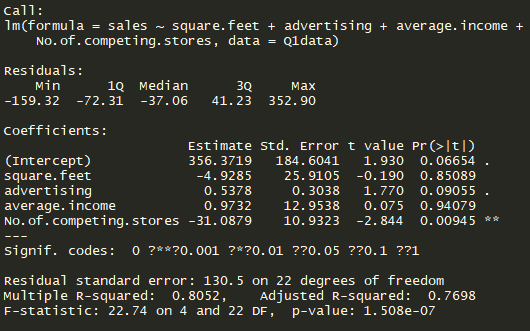 Call:
lm(formula = sales ~ square.feet + advertising + average.income +
No.of.competing.stores, data = Q1data)
Residuals:
Min 1Q Median 3Q Max
-159.32 -72.31 -37.06 41.23 352.90
Coefficients:
Estimate Std. Error t value Pr(>|t|)
(Intercept) 356.3719 184.6041 1.930 0.06654 .
square.feet -4.9285 25.9105 -0.190 0.85089
advertising 0.5378 0.3038 1.770 0.09055 .
average.income 0.9732 12.9538 0.075 0.94079
No.of.competing.stores -31.0879 10.9323 -2.844 0.00945 **
---
Signif. codes: 0 ?**?0.001 ?*?0.01 ??0.05 ??0.1 ??1
Residual standard error: 130.5 on 22 degrees of freedom
Multiple R-squared: 0.8052, Adjusted R-squared: 0.7698
F-statistic: 22.74 on 4 and 22 DF, p-value: 1.508e-07